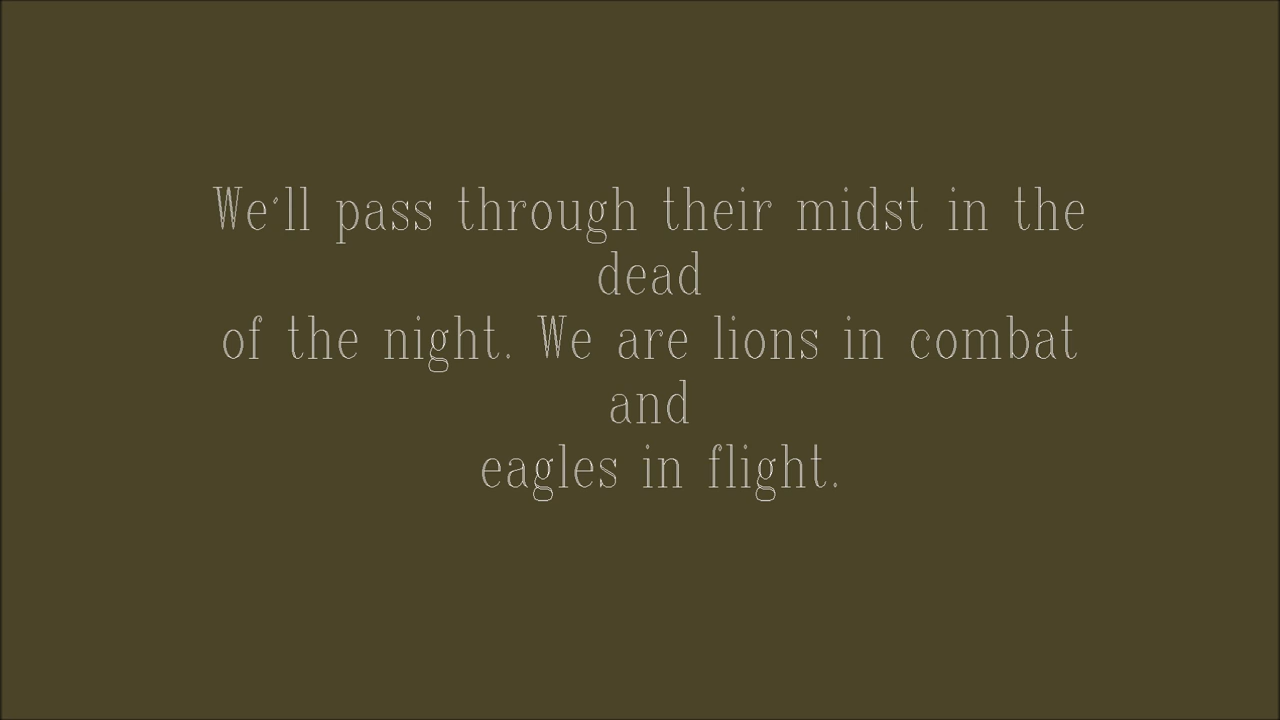 We'll pass through their midst in the
dead
of the night. We are lions in combat
and
eagles in flight.